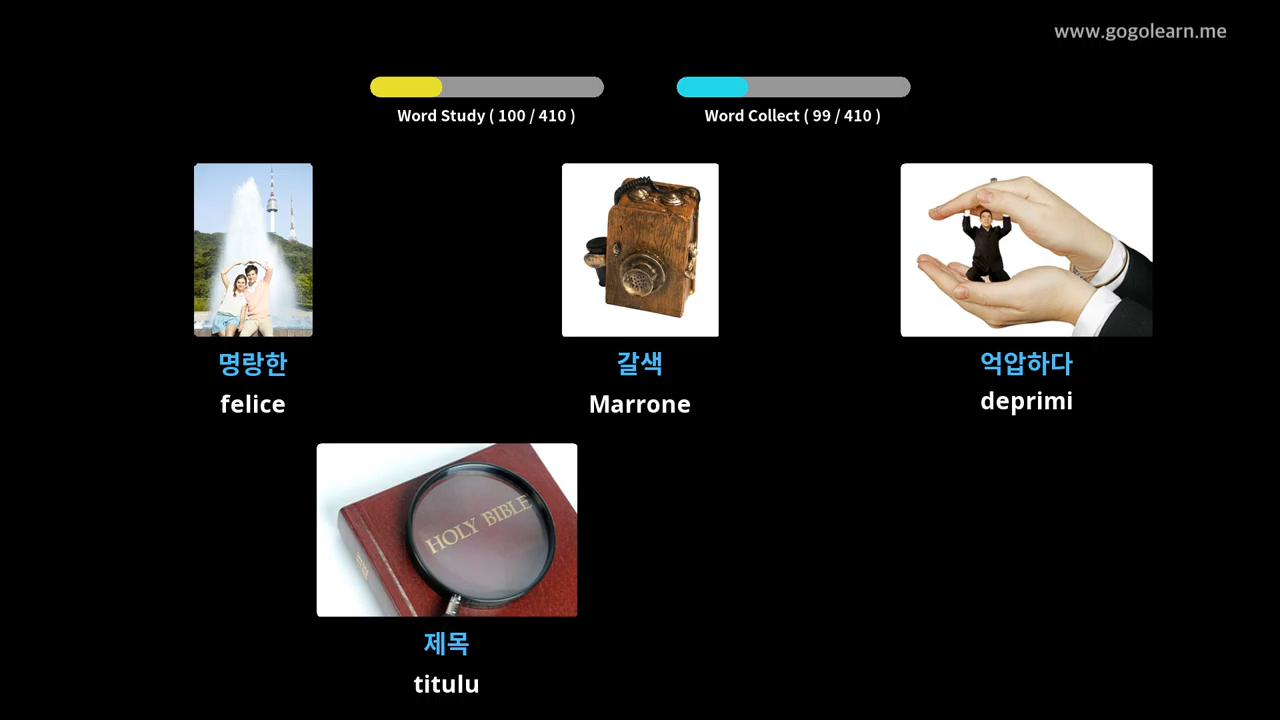 www.gogolearn.me
Word Study ( 100 / 410 )
Word Collect ( 99 / 410 )
명랑한
felice
갈색
Marrone
억압하다
deprimi
HOLY BIBLE
제목
titulu